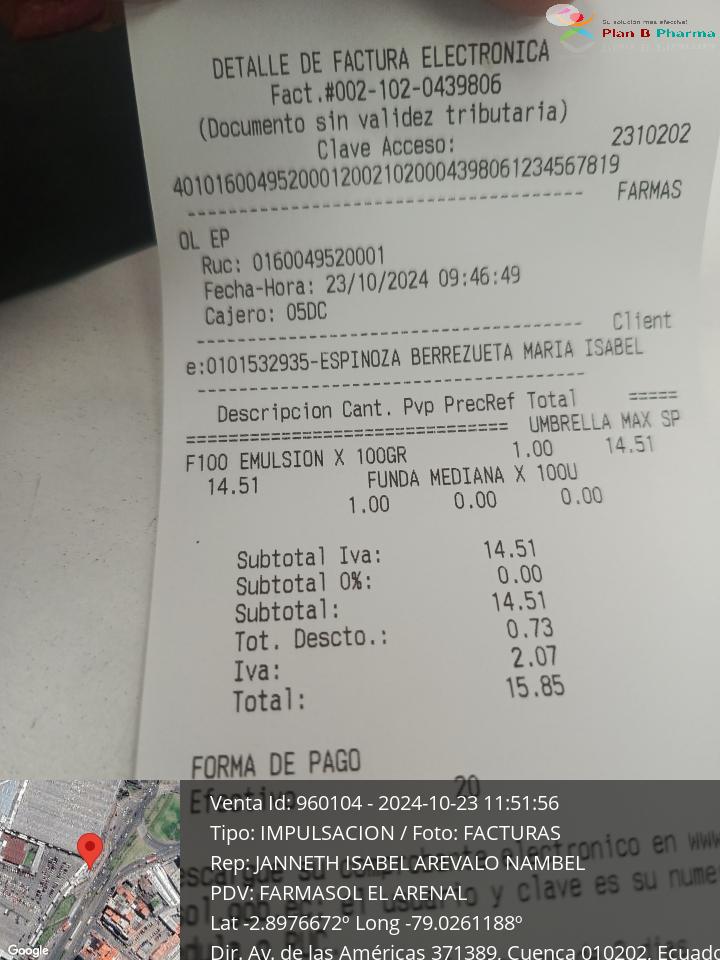 Su solución más efectiva!
Plan B Pharma
DETALLE DE FACTURA ELECTRONICA
Fact.#002-102-0439806
(Documento sin validez tributaria)
Clave Acceso: 2310202
401016004952000120021020004398061234567819
------------------------------------ FARMAS
OL EP
Ruc: 0160049520001
Fecha-Hora: 23/10/2024 09:46:49
Cajero: 05DC
------------------------------------ Client
e:0101532935-ESPINOZA BERREZUETA MARIA ISABEL
------------------------------------
Descripcion Cant. Pvp PrecRef Total =====
============================== UMBRELLA MAX SP
F100 EMULSION X 100GR 1.00 14.51
14.51 FUNDA MEDIANA X 100U
1.00 0.00 0.00
Subtotal Iva: 14.51
Subtotal 0%: 0.00
Subtotal: 14.51
Tot. Descto.: 0.73
Iva: 2.07
Total: 15.85
FORMA DE PAGO
Efectivo 20
Venta Id: 960104 - 2024-10-23 11:51:56
Tipo: IMPULSACION / Foto: FACTURAS
Rep: JANNETH ISABEL AREVALO NAMBEL
PDV: FARMASOL EL ARENAL
Lat -2.8976672º Long -79.0261188º
Dir. Av. de las Américas 371389, Cuenca 010202, Ecuado
Google